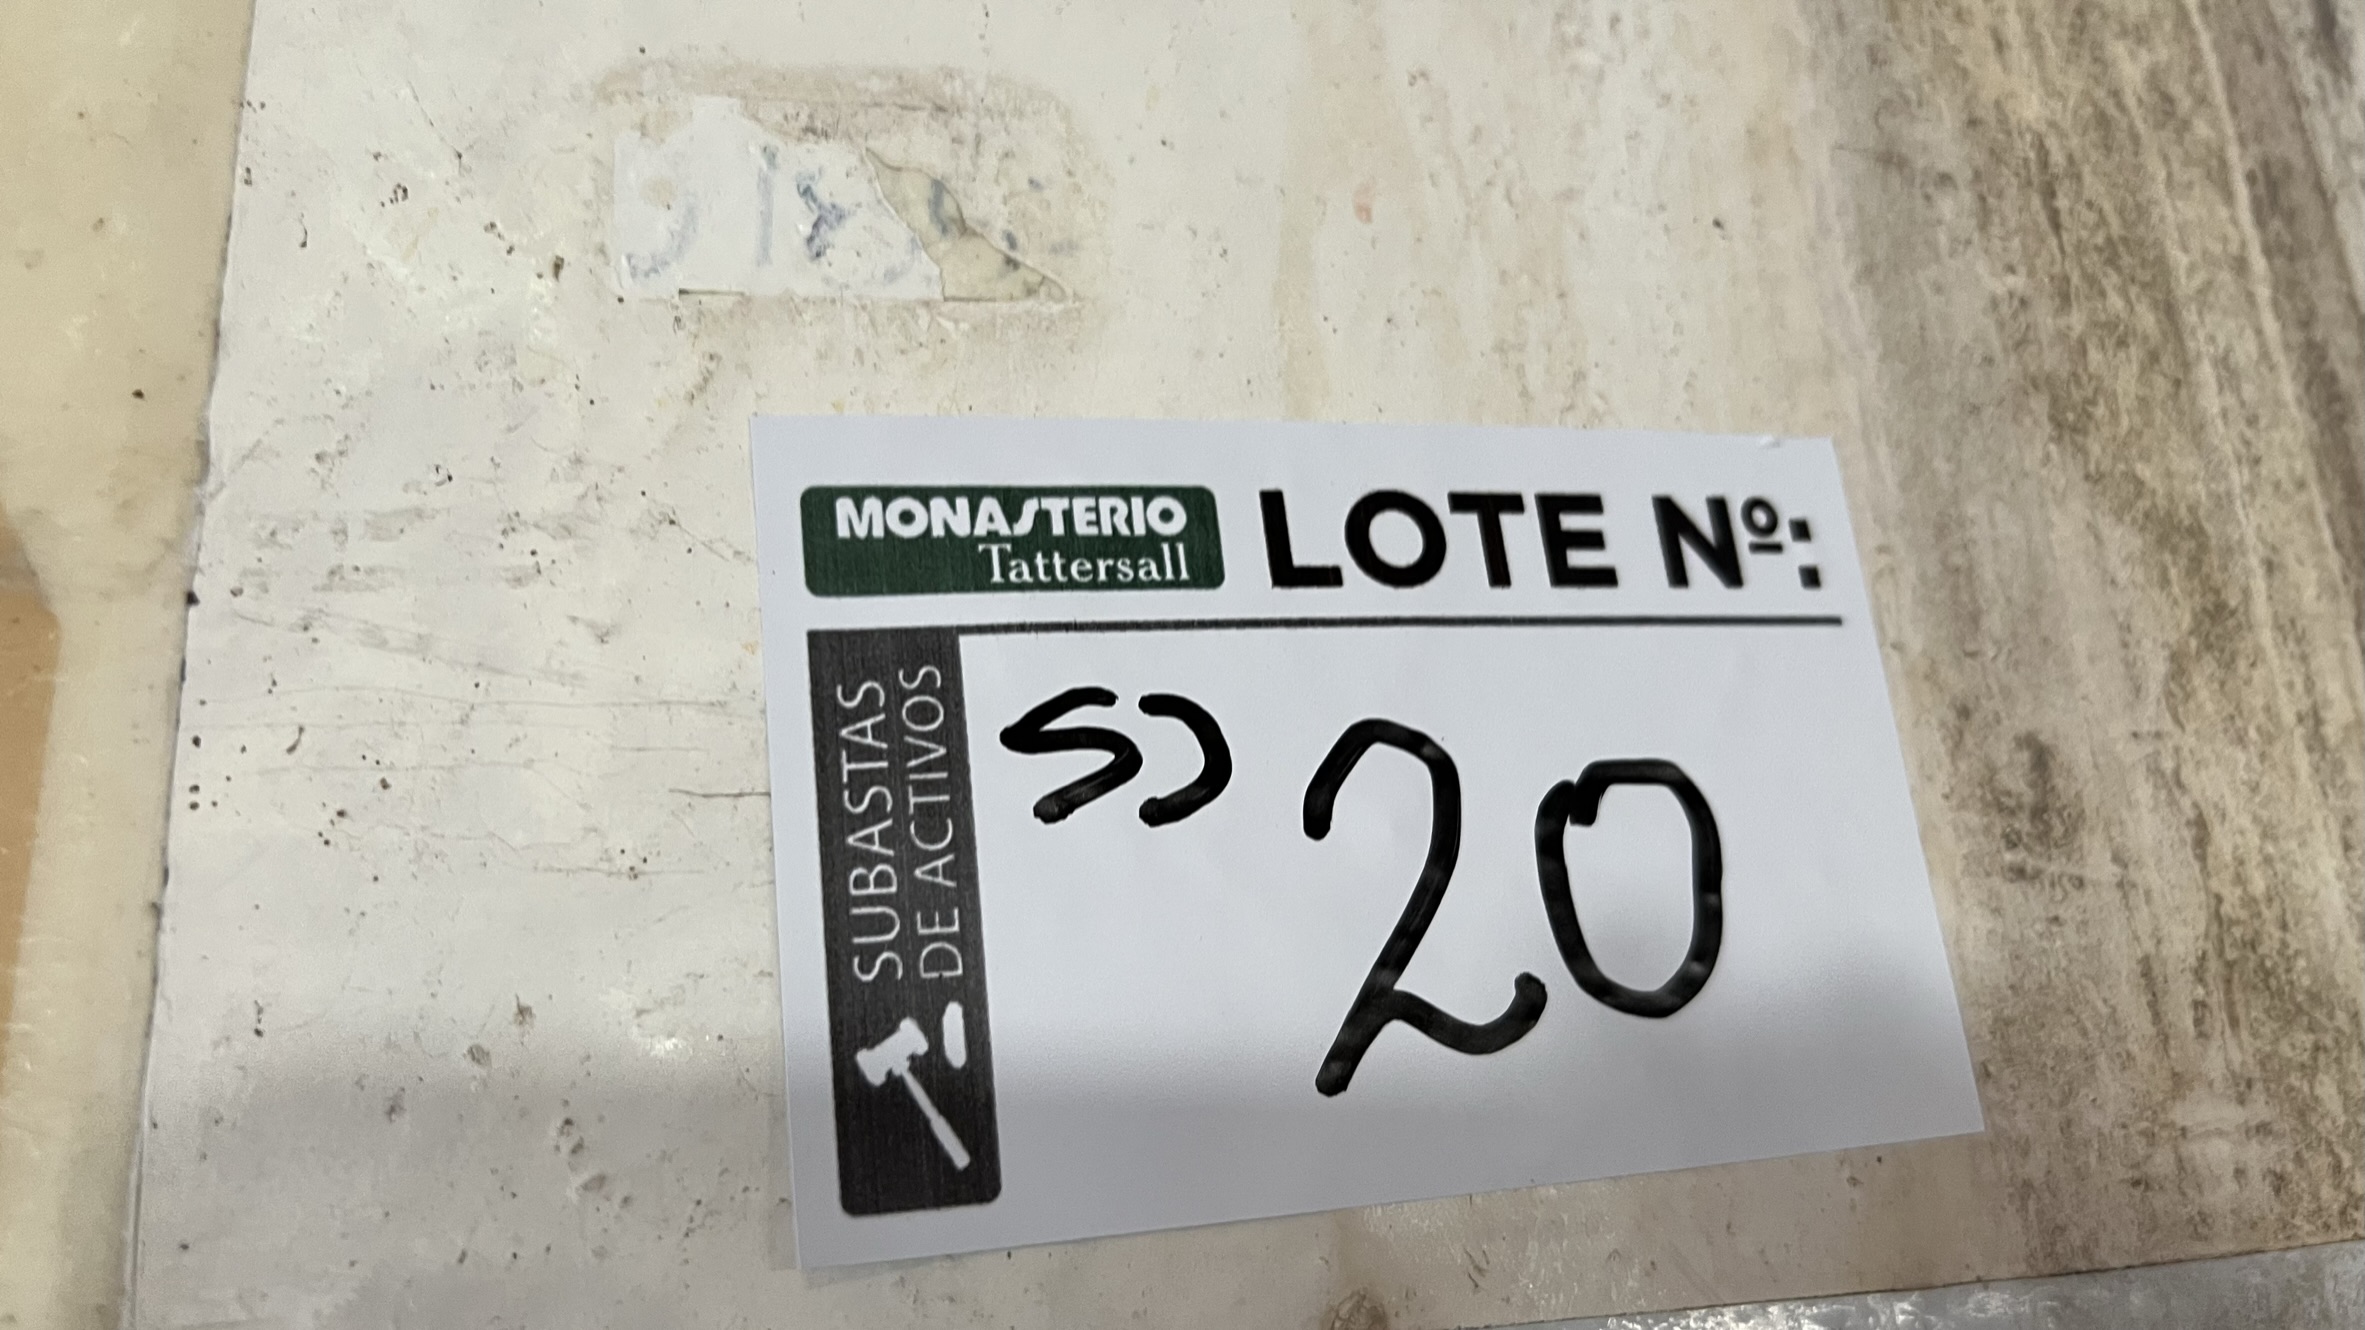 MONASTERIO
Tattersall
LOTE Nº:
SUBASTAS
DE ACTIVOS
20